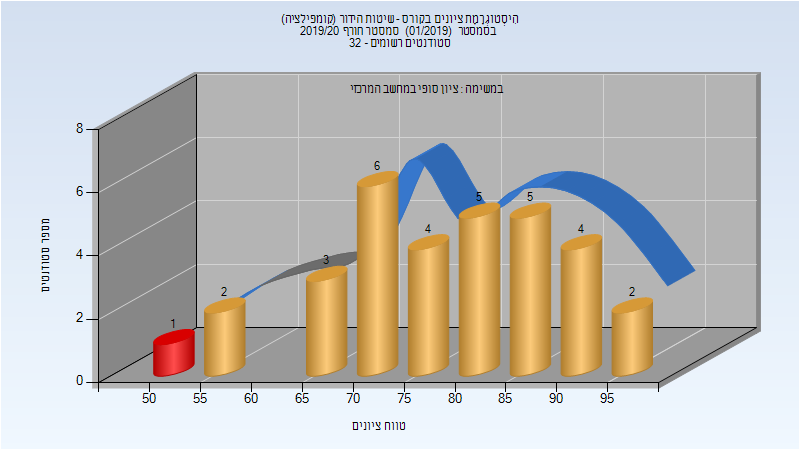 היסטוגרמת ציונים בקורס - שיטות הידור (קומפילציה)
בסמסטר (01/2019) סמסטר חורף 2019/20
סטודנטים רשומים - 32
במשימה : ציון סופי במחשב המרכזי
מספר סטודנטים
8
6
4
2
0
1
2
3
6
4
5
5
4
2
50 55 60 65 70 75 80 85 90 95
טווח ציונים